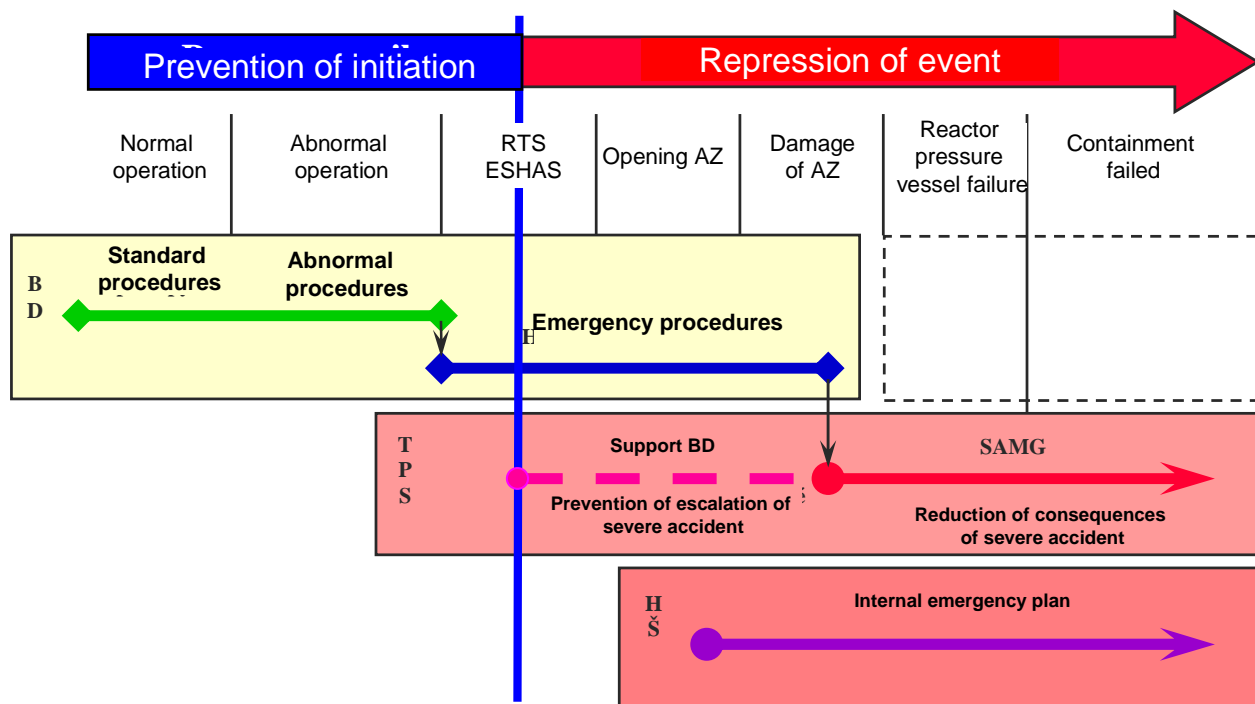 Prevention of initiation
Repression of event
Normal
operation
Abnormal
operation
RTS
ESHAS
Opening AZ
Damage
of AZ
Reactor
pressure
vessel failure
Containment
failed
B
D
Standard
procedures
Abnormal
procedures
Emergency procedures
H
T
P
S
Support BD
Prevention of escalation of
severe accident
SAMG
Reduction of consequences
of severe accident
H
Š
Internal emergency plan